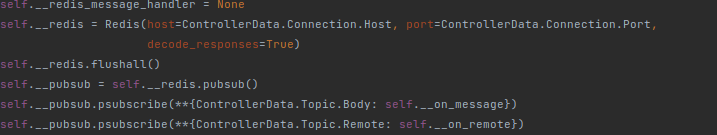 self.__redis_message_handler = None
self.__redis = Redis(host=ControllerData.Connection.Host, port=ControllerData.Connection.Port,
decode_responses=True)
self.__redis.flushall()
self.__pubsub = self.__redis.pubsub()
self.__pubsub.psubscribe(**{ControllerData.Topic.Body: self.__on_message})
self.__pubsub.psubscribe(**{ControllerData.Topic.Remote: self.__on_remote})